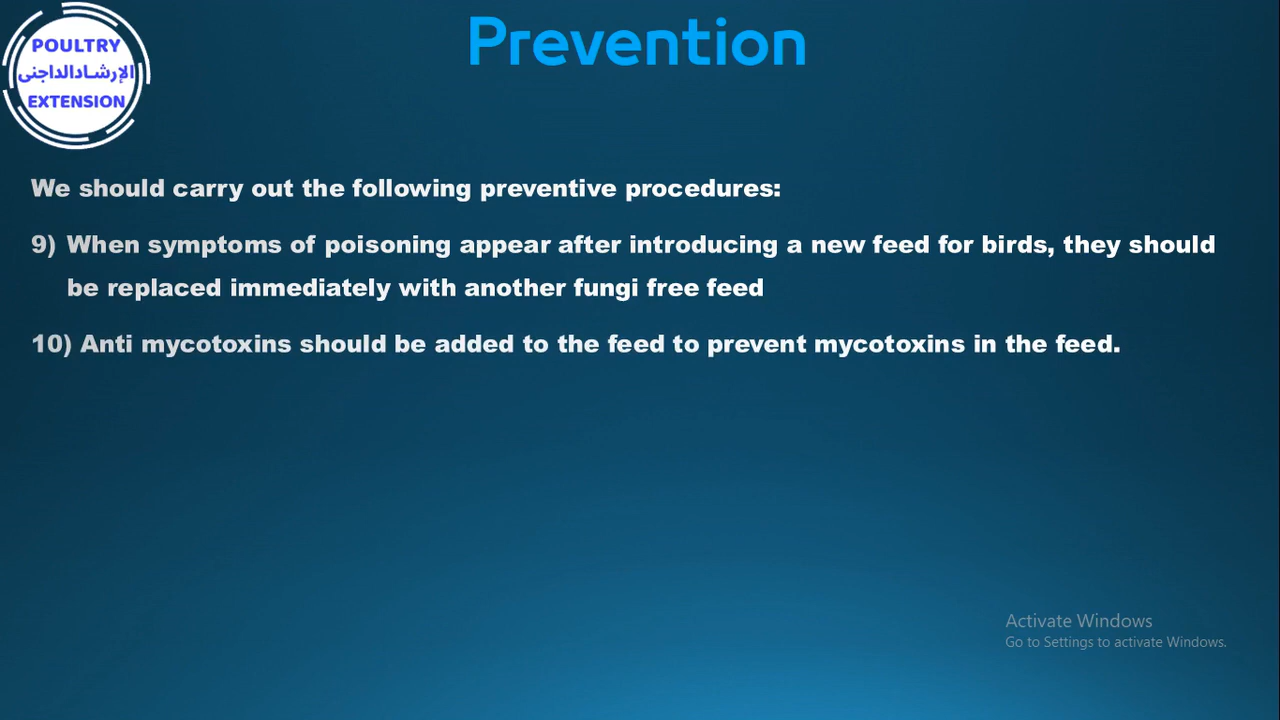 Prevention
POULTRY
الإرشادالداجنى
EXTENSION
We should carry out the following preventive procedures:
9) When symptoms of poisoning appear after introducing a new feed for birds, they should
be replaced immediately with another fungi free feed
10) Anti mycotoxins should be added to the feed to prevent mycotoxins in the feed.
Activate Windows
Go to Settings to activate Windows.